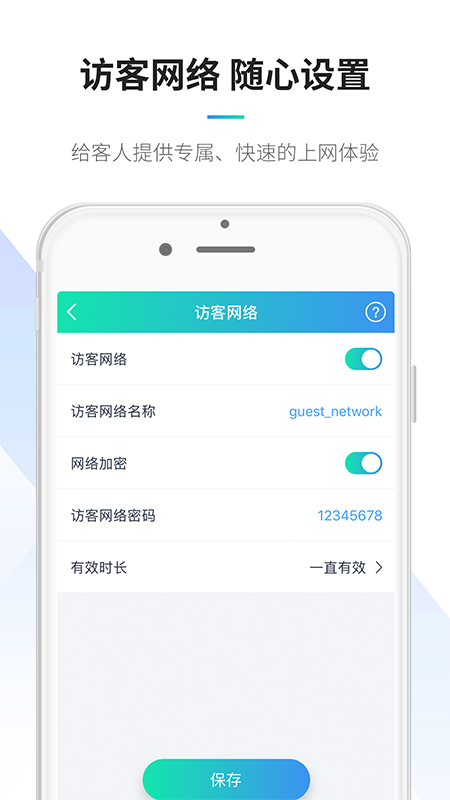 访客网络 随心设置
给客人提供专属、快速的上网体验
访客网络
?
访客网络
访客网络名称 guest_network
网络加密
访客网络密码 12345678
有效时长 一直有效
保存